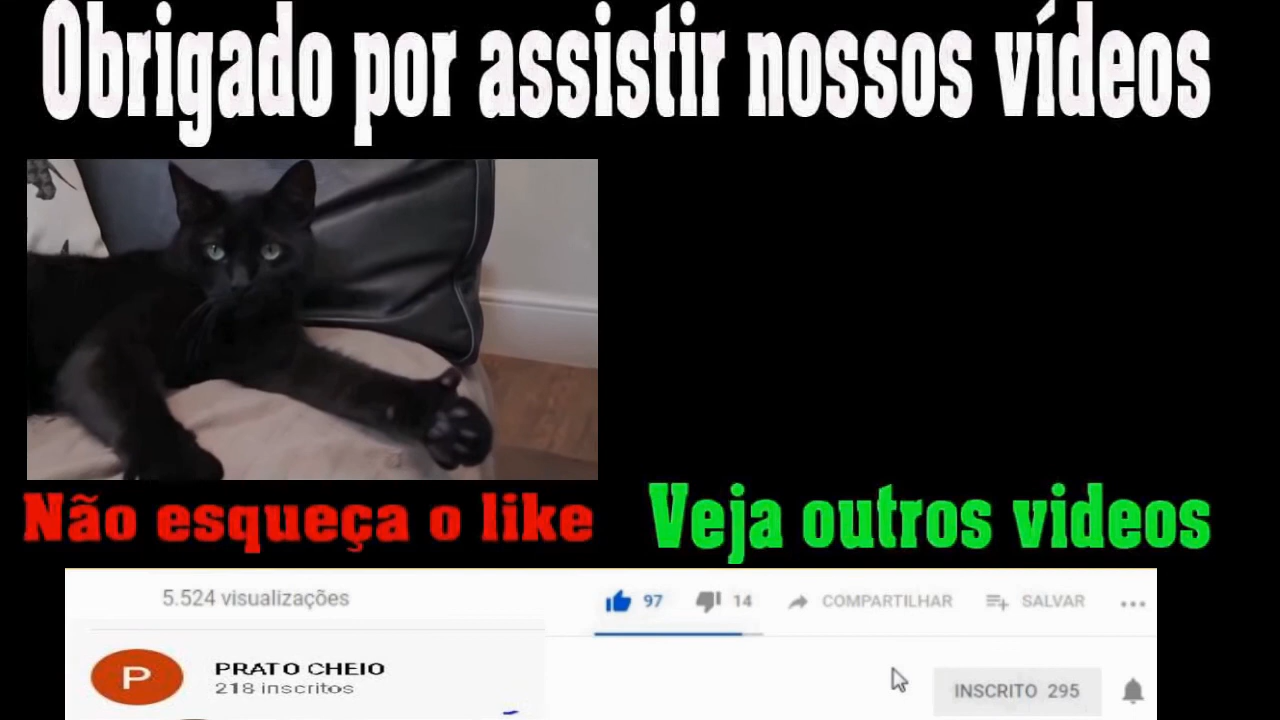 Obrigado por assistir nossos vídeos
Não esqueça o like
Veja outros videos
5.524 visualizações
97
14
COMPARTILHAR
SALVAR
P
PRATO CHEIO
218 inscritos
INSCRITO 295